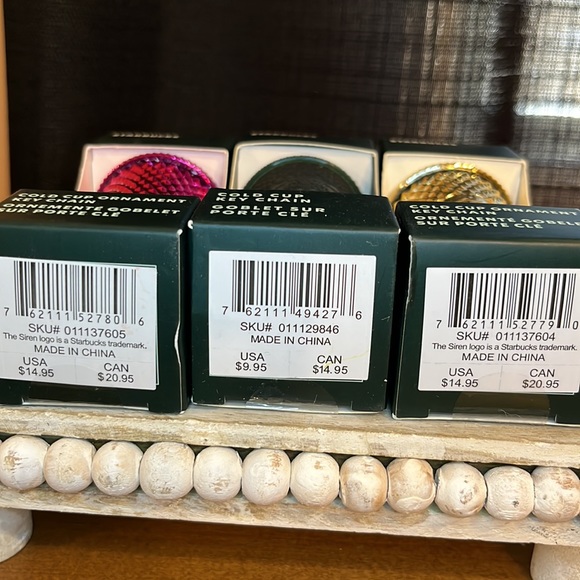 COLD CUP ORNAMENT
KEY CHAIN
ORNEMENTÉ GOBELET
SUR PORTE CLÉ
7 62111 52780 6
SKU# 011137605
The Siren logo is a Starbucks trademark.
MADE IN CHINA
USA CAN
$14.95 $20.95
COLD CUP
KEY CHAIN
GOBLET SUR
PORTE CLÉ
7 62111 49427 6
SKU# 011129846
MADE IN CHINA
USA CAN
$9.95 $14.95
COLD CUP ORNAMENT
KEY CHAIN
ORNEMENTÉ GOBELET
SUR PORTE CLÉ
7 62111 52779 0
SKU# 011137604
The Siren logo is a Starbucks trademark.
MADE IN CHINA
USA CAN
$14.95 $20.95